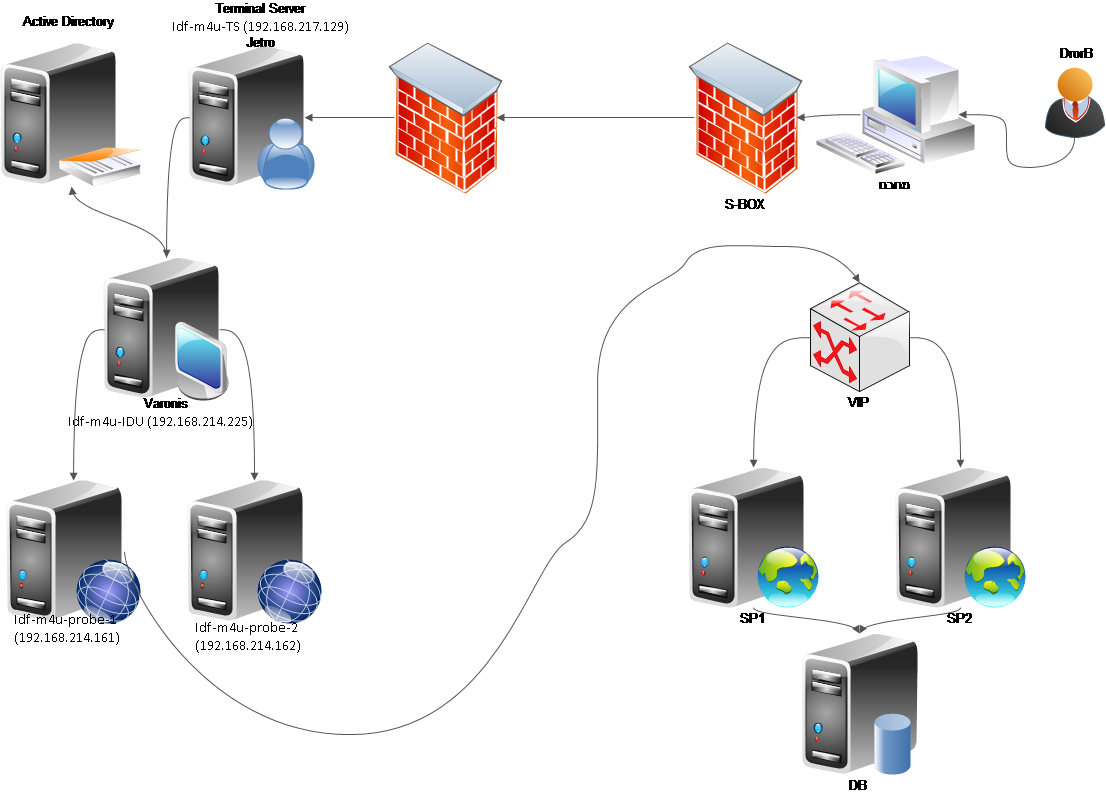 Active Directory
Terminal Server
Idf-m4u-TS (192.168.217.129)
Jetro
DrorB
S-BOX
Varonis
Idf-m4u-IDU (192.168.214.225)
VIP
Idf-m4u-probe-1
(192.168.214.161)
Idf-m4u-probe-2
(192.168.214.162)
SP1
SP2
DB